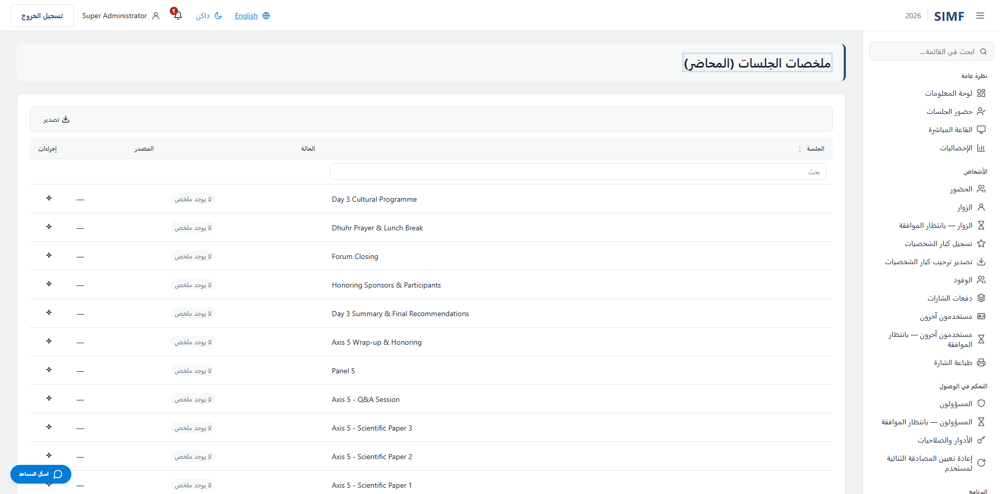 SIMF
2026
English
داكن
1
Super Administrator
تسجيل الخروج
ابحث في القائمة...
نظرة عامة
لوحة المعلومات
حضور الجلسات
القاعة المباشرة
الإحصائيات
الأشخاص
الحضور
الزوار
الزوار — بانتظار الموافقة
تسجيل كبار الشخصيات
تصدير ترحيب كبار الشخصيات
الوفود
دفعات الشارات
مستخدمون آخرون
مستخدمون آخرون — بانتظار
الموافقة
طباعة الشارة
التحكم في الوصول
المسؤولون
المسؤولون — بانتظار الموافقة
الأدوار والصلاحيات
إعادة تعيين المصادقة الثنائية
لمستخدم
البرنامج
ملخصات الجلسات (المحاضر)
تصدير
الجلسة الحالة المصدر إجراءات
بحث
Day 3 Cultural Programme لا يوجد ملخص —
Dhuhr Prayer & Lunch Break لا يوجد ملخص —
Forum Closing لا يوجد ملخص —
Honoring Sponsors & Participants لا يوجد ملخص —
Day 3 Summary & Final Recommendations لا يوجد ملخص —
Axis 5 Wrap-up & Honoring لا يوجد ملخص —
Panel 5 لا يوجد ملخص —
Axis 5 - Q&A Session لا يوجد ملخص —
Axis 5 - Scientific Paper 3 لا يوجد ملخص —
Axis 5 - Scientific Paper 2 لا يوجد ملخص —
Axis 5 - Scientific Paper 1 لا يوجد ملخص —
اسأل المساعد